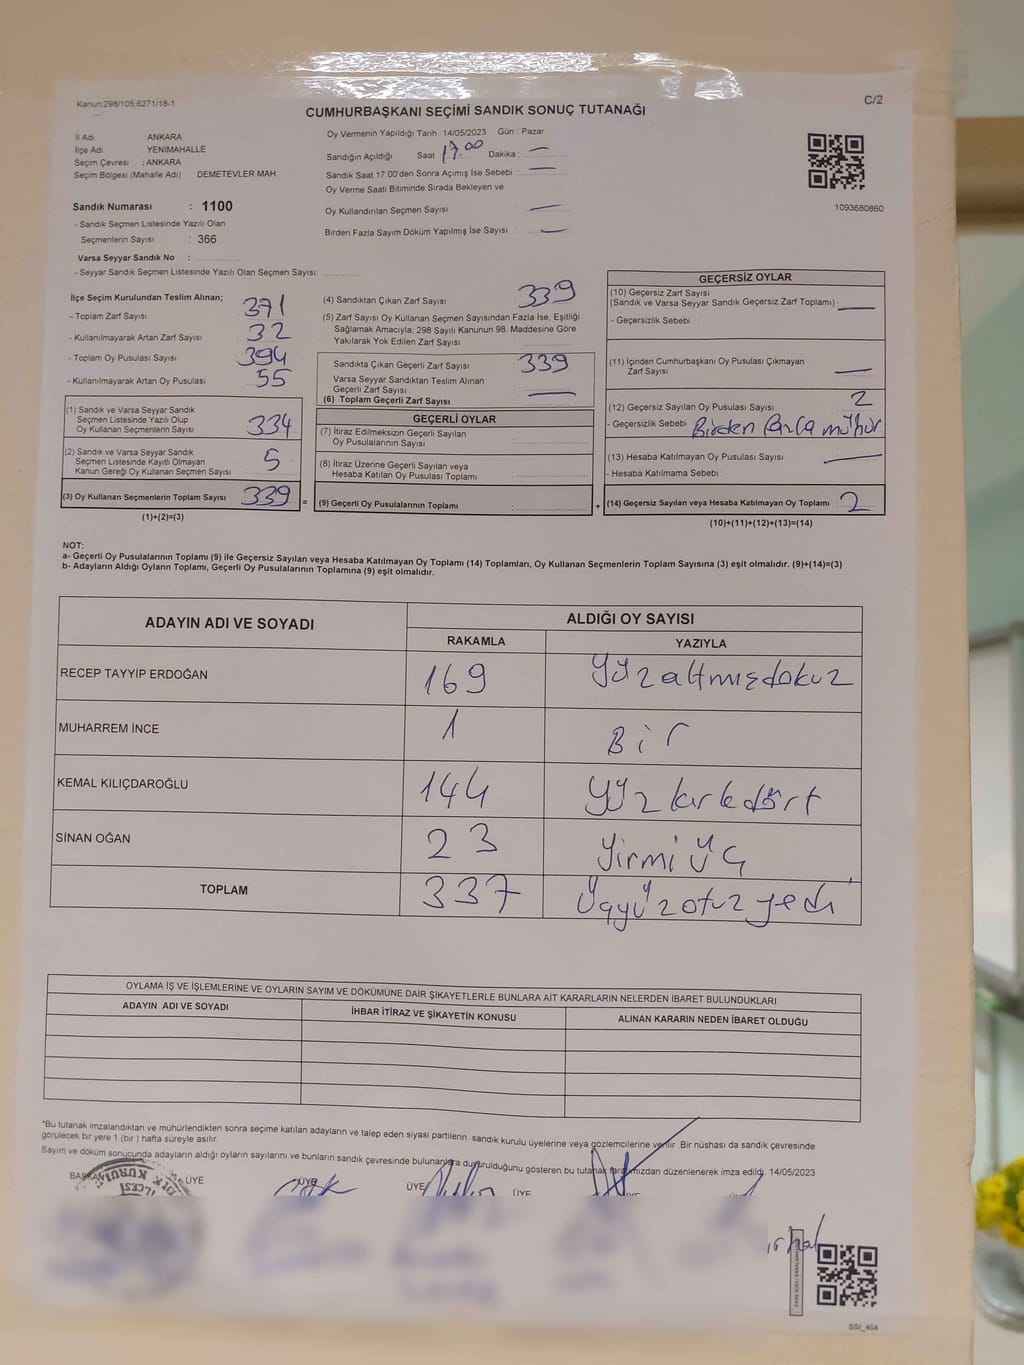 Kanun:298/105,6271/18-1
C/2
CUMHURBAŞKANI SEÇİMİ SANDIK SONUÇ TUTANAĞI
İl Adı ANKARA
İlçe Adı : YENİMAHALLE
Seçim Çevresi : ANKARA
Seçim Bölgesi (Mahalle Adı) DEMETEVLER MAH.
Sandık Numarası : 1100
- Sandık Seçmen Listesinde Yazılı Olan
Seçmenlerin Sayısı : 366
Varsa Seyyar Sandık No :
- Seyyar Sandık Seçmen Listesinde Yazılı Olan Seçmen Sayısı:
Oy Vermenin Yapıldığı Tarih 14/05/2023 Gün : Pazar
Sandığın Açıldığı Saat 17.00 Dakika : —
Sandık Saat 17:00'den Sonra Açımış İse Sebebi : —
Oy Verme Saati Bitiminde Sırada Bekleyen ve
Oy Kullandırılan Seçmen Sayısı —
Birden Fazla Sayım Döküm Yapılmış İse Sayısı : —
1093680860
İlçe Seçim Kurulundan Teslim Alınan;
- Toplam Zarf Sayısı 371
- Kullanılmayarak Artan Zarf Sayısı : 32
- Toplam Oy Pusulası Sayısı 394
- Kullanılmayarak Artan Oy Pusulası : 55
(1) Sandık ve Varsa Seyyar Sandık
Seçmen Listesinde Yazılı Olup
Oy Kullanan Seçmenlerin Sayısı 334
(2) Sandık ve Varsa Seyyar Sandık
Seçmen Listesinde Kayıtlı Olmayan
Kanun Gereği Oy Kullanan Seçmen Sayısı : 5
(3) Oy Kullanan Seçmenlerin Toplam Sayısı 339 =
(1)+(2)=(3)
(4) Sandıktan Çıkan Zarf Sayısı : 339
(5) Zarf Sayısı Oy Kullanan Seçmen Sayısından Fazla İse, Eşitliği
Sağlamak Amacıyla, 298 Sayılı Kanunun 98. Maddesine Göre
Yakılarak Yok Edilen Zarf Sayısı :
Sandıkta Çıkan Geçerli Zarf Sayısı : 339
Varsa Seyyar Sandıktan Teslim Alınan
Geçerli Zarf Sayısı : —
(6) Toplam Geçerli Zarf Sayısı
GEÇERLİ OYLAR
(7) İtiraz Edilmeksizin Geçerli Sayılan
Oy Pusulalarının Sayısı :
(8) İtiraz Üzerine Geçerli Sayılan veya
Hesaba Katılan Oy Pusulası Toplamı :
(9) Geçerli Oy Pusulalarının Toplamı : +
GEÇERSİZ OYLAR
(10) Geçersiz Zarf Sayısı
(Sandık ve Varsa Seyyar Sandık Geçersiz Zarf Toplamı) : —
- Geçersizlik Sebebi :
(11) İçinden Cumhurbaşkanı Oy Pusulası Çıkmayan
Zarf Sayısı —
(12) Geçersiz Sayılan Oy Pusulası Sayısı : 2
- Geçersizlik Sebebi : Birden fazla mühür
(13) Hesaba Katılmayan Oy Pusulası Sayısı : —
- Hesaba Katılmama Sebebi :
(14) Geçersiz Sayılan veya Hesaba Katılmayan Oy Toplamı : 2
(10)+(11)+(12)+(13)=(14)
NOT:
a- Geçerli Oy Pusulalarının Toplamı (9) ile Geçersiz Sayılan veya Hesaba Katılmayan Oy Toplamı (14) Toplamları, Oy Kullanan Seçmenlerin Toplam Sayısına (3) eşit olmalıdır. (9)+(14)=(3)
b- Adayların Aldığı Oyların Toplamı, Geçerli Oy Pusulalarının Toplamına (9) eşit olmalıdır.
ADAYIN ADI VE SOYADI ALDIĞI OY SAYISI
RAKAMLA YAZIYLA
RECEP TAYYİP ERDOĞAN 169 Yüzaltmışdokuz
MUHARREM İNCE 1 Bir
KEMAL KILIÇDAROĞLU 144 Yüzkırkdört
SİNAN OĞAN 23 Yirmi üç
TOPLAM 337 Üçyüzotuzyedi
OYLAMA İŞ VE İŞLEMLERİNE VE OYLARIN SAYIM VE DÖKÜMÜNE DAİR ŞİKAYETLERLE BUNLARA AİT KARARLARIN NELERDEN İBARET BULUNDUKLARI
ADAYIN ADI VE SOYADI İHBAR İTİRAZ VE ŞİKAYETİN KONUSU ALINAN KARARIN NEDEN İBARET OLDUĞU
*Bu tutanak imzalandıktan ve mühürlendikten sonra seçime katılan adayların ve talep eden siyasi partilerin sandık kurulu üyelerine veya gözlemcilerine verilir. Bir nüshası da sandık çevresinde
görülecek bir yere 1 (bir) hafta süreyle asılır.
Sayım ve döküm sonucunda adayların aldığı oyların sayılarını ve bunların sandık çevresinde bulunanlara duyurulduğunu gösteren bu tutanak tarafımızdan düzenlenerek imza edildi. 14/05/2023
BAŞKAN ÜYE ÜYE ÜYE ÜYE ÜYE
SSI_404